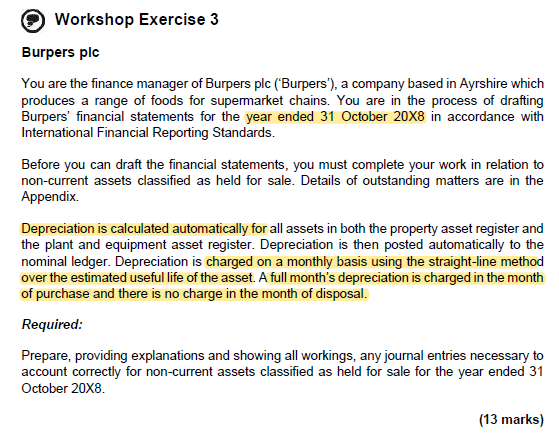 Workshop Exercise 3
Burpers plc
You are the finance manager of Burpers plc (‘Burpers’), a company based in Ayrshire which
produces a range of foods for supermarket chains. You are in the process of drafting
Burpers’ financial statements for the year ended 31 October 20X8 in accordance with
International Financial Reporting Standards.
Before you can draft the financial statements, you must complete your work in relation to
non-current assets classified as held for sale. Details of outstanding matters are in the
Appendix.
Depreciation is calculated automatically for all assets in both the property asset register and
the plant and equipment asset register. Depreciation is then posted automatically to the
nominal ledger. Depreciation is charged on a monthly basis using the straight-line method
over the estimated useful life of the asset. A full month’s depreciation is charged in the month
of purchase and there is no charge in the month of disposal.
Required:
Prepare, providing explanations and showing all workings, any journal entries necessary to
account correctly for non-current assets classified as held for sale for the year ended 31
October 20X8.
(13 marks)